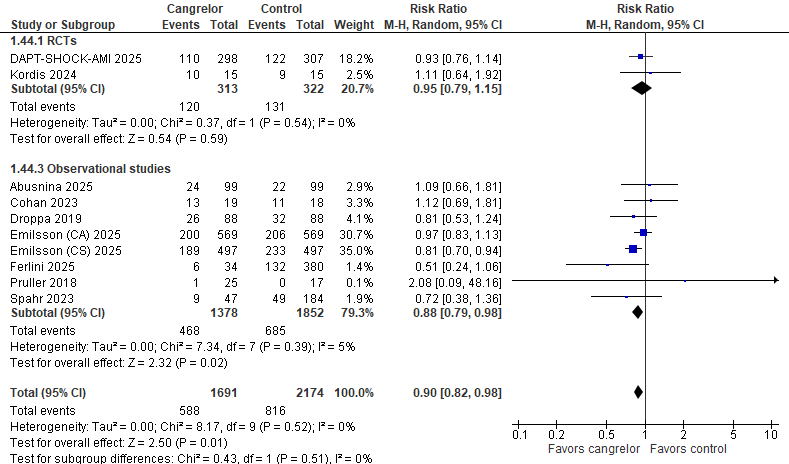 Cangrelor Control Risk Ratio Risk Ratio
Study or Subgroup Events Total Events Total Weight M-H, Random, 95% CI M-H, Random, 95% CI
1.44.1 RCTs
DAPT-SHOCK-AMI 2025 110 298 122 307 18.2% 0.93 [0.76, 1.14]
Kordis 2024 10 15 9 15 2.5% 1.11 [0.64, 1.92]
Subtotal (95% CI) 313 322 20.7% 0.95 [0.79, 1.15]
Total events 120 131
Heterogeneity: Tau² = 0.00; Chi² = 0.37, df = 1 (P = 0.54); I² = 0%
Test for overall effect: Z = 0.54 (P = 0.59)
1.44.3 Observational studies
Abusnina 2025 24 99 22 99 2.9% 1.09 [0.66, 1.81]
Cohan 2023 13 19 11 18 3.3% 1.12 [0.69, 1.81]
Droppa 2019 26 88 32 88 4.1% 0.81 [0.53, 1.24]
Emilsson (CA) 2025 200 569 206 569 30.7% 0.97 [0.83, 1.13]
Emilsson (CS) 2025 189 497 233 497 35.0% 0.81 [0.70, 0.94]
Ferlini 2025 6 34 132 380 1.4% 0.51 [0.24, 1.06]
Pruller 2018 1 25 0 17 0.1% 2.08 [0.09, 48.16]
Spahr 2023 9 47 49 184 1.9% 0.72 [0.38, 1.36]
Subtotal (95% CI) 1378 1852 79.3% 0.88 [0.79, 0.98]
Total events 468 685
Heterogeneity: Tau² = 0.00; Chi² = 7.34, df = 7 (P = 0.39); I² = 5%
Test for overall effect: Z = 2.32 (P = 0.02)
Total (95% CI) 1691 2174 100.0% 0.90 [0.82, 0.98]
Total events 588 816
Heterogeneity: Tau² = 0.00; Chi² = 8.17, df = 9 (P = 0.52); I² = 0%
Test for overall effect: Z = 2.50 (P = 0.01)
Test for subgroup differences: Chi² = 0.43, df = 1 (P = 0.51), I² = 0%
0.1 0.2 0.5 1 2 5 10
Favors cangrelor Favors control